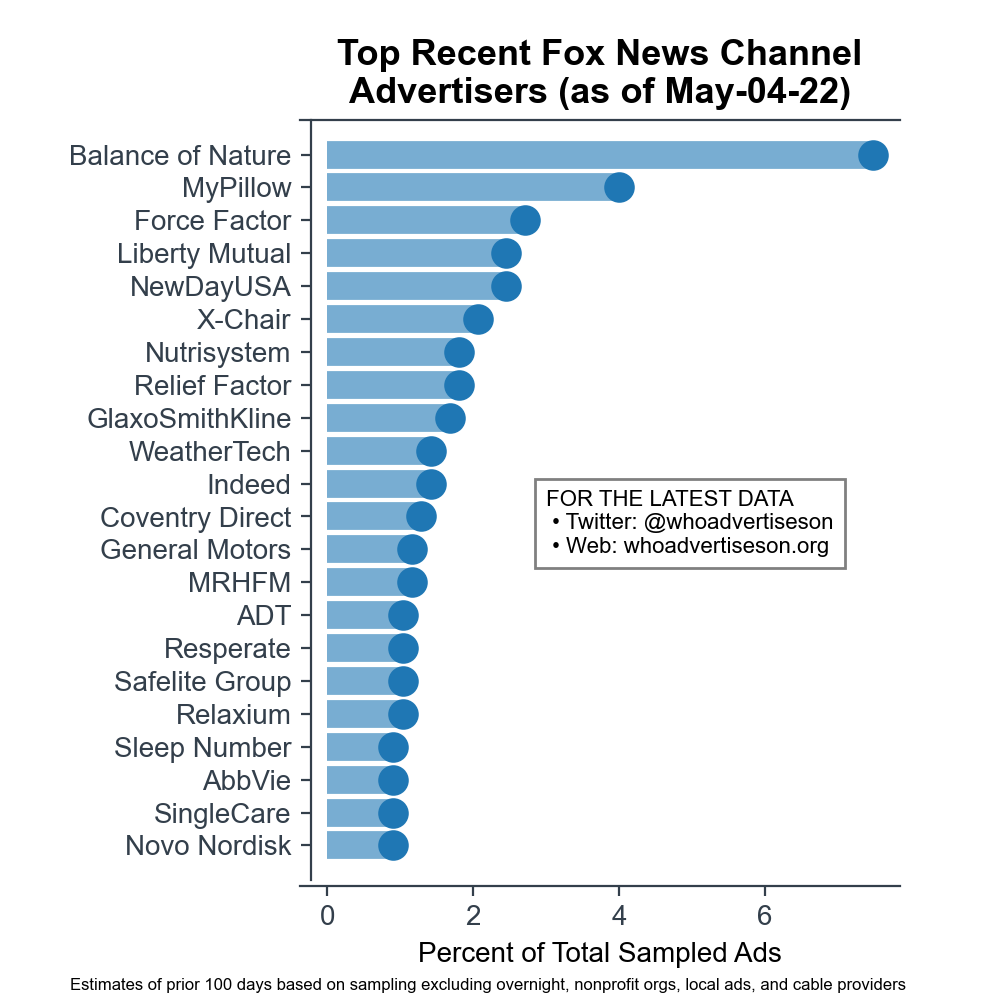 Top Recent Fox News Channel
Advertisers (as of May-04-22)
Balance of Nature
MyPillow
Force Factor
Liberty Mutual
NewDayUSA
X-Chair
Nutrisystem
Relief Factor
GlaxoSmithKline
WeatherTech
Indeed
Coventry Direct
General Motors
MRHFM
ADT
Resperate
Safelite Group
Relaxium
Sleep Number
AbbVie
SingleCare
Novo Nordisk
FOR THE LATEST DATA
• Twitter: @whoadvertiseson
• Web: whoadvertiseson.org
0 2 4 6
Percent of Total Sampled Ads
Estimates of prior 100 days based on sampling excluding overnight, nonprofit orgs, local ads, and cable providers